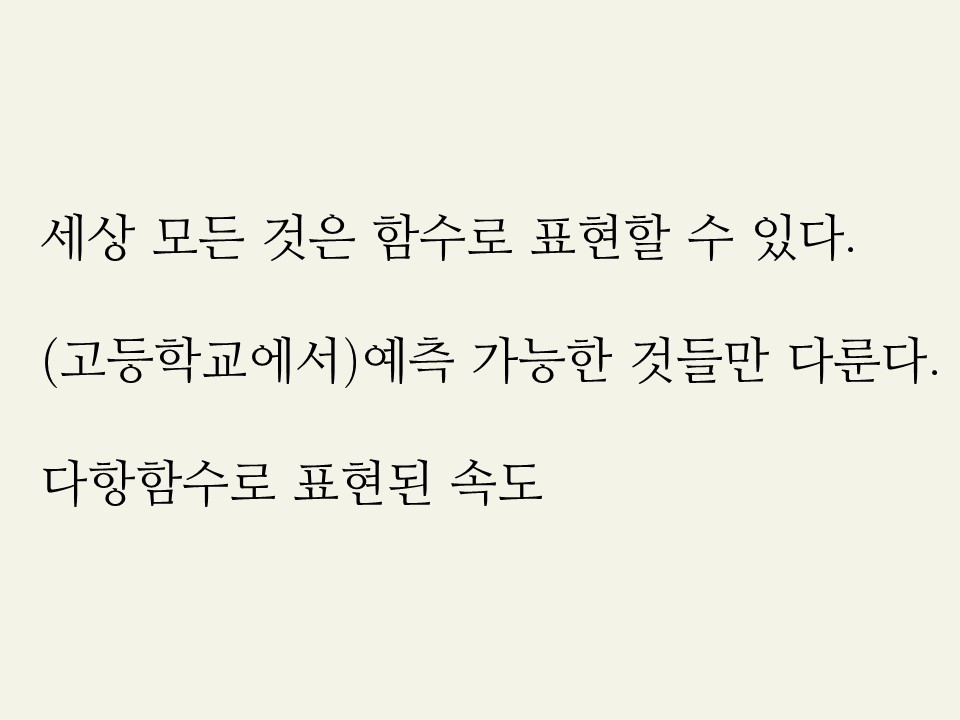 세상 모든 것은 함수로 표현할 수 있다.
(고등학교에서)예측 가능한 것들만 다룬다.
다항함수로 표현된 속도